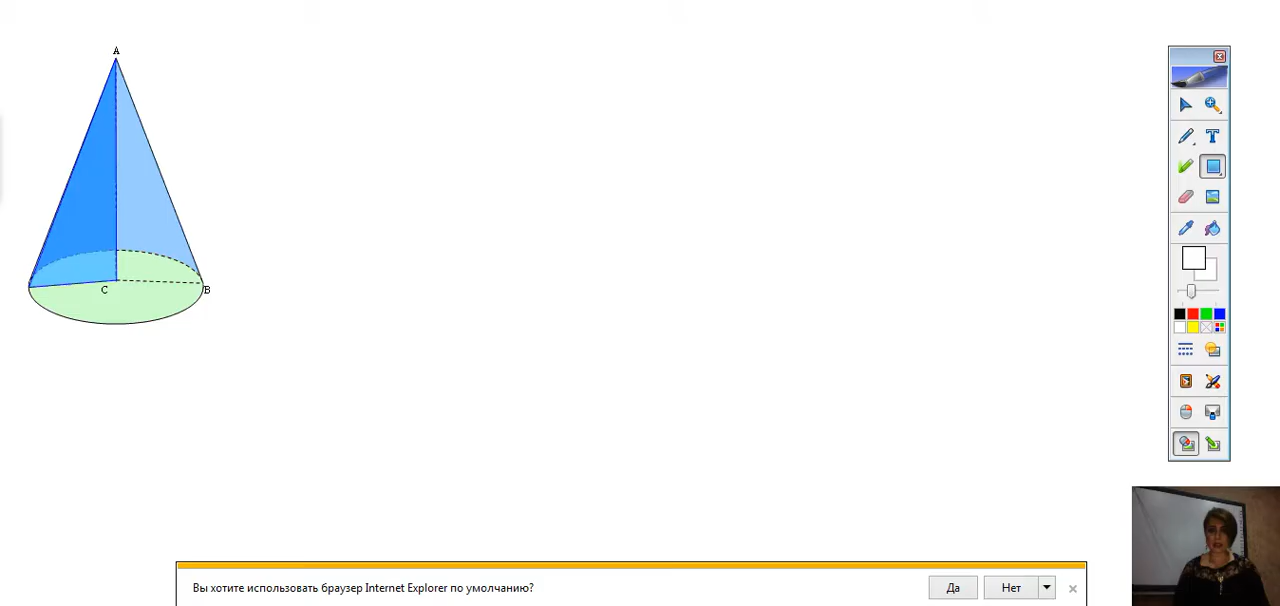 A
C
B
T
Вы хотите использовать браузер Internet Explorer по умолчанию?
Да
Нет